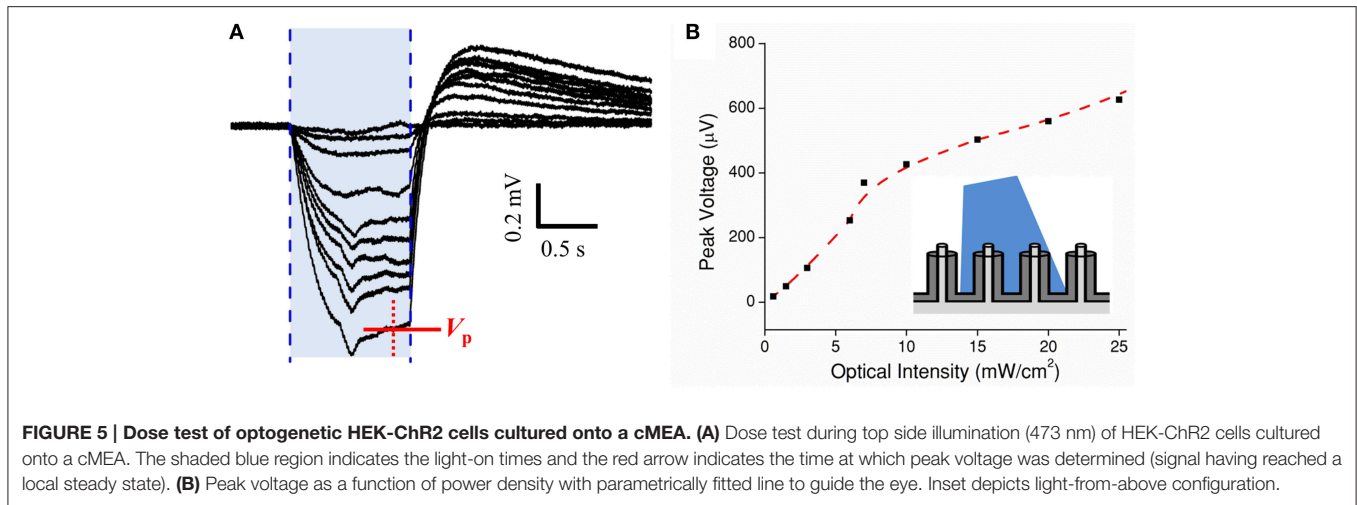 A
0.2 mV
0.5 s
Vp
B
800
600
400
200
0
Peak Voltage (µV)
0 5 10 15 20 25
Optical Intensity (mW/cm²)
FIGURE 5 | Dose test of optogenetic HEK-ChR2 cells cultured onto a cMEA. (A) Dose test during top side illumination (473 nm) of HEK-ChR2 cells cultured
onto a cMEA. The shaded blue region indicates the light-on times and the red arrow indicates the time at which peak voltage was determined (signal having reached a
local steady state). (B) Peak voltage as a function of power density with parametrically fitted line to guide the eye. Inset depicts light-from-above configuration.